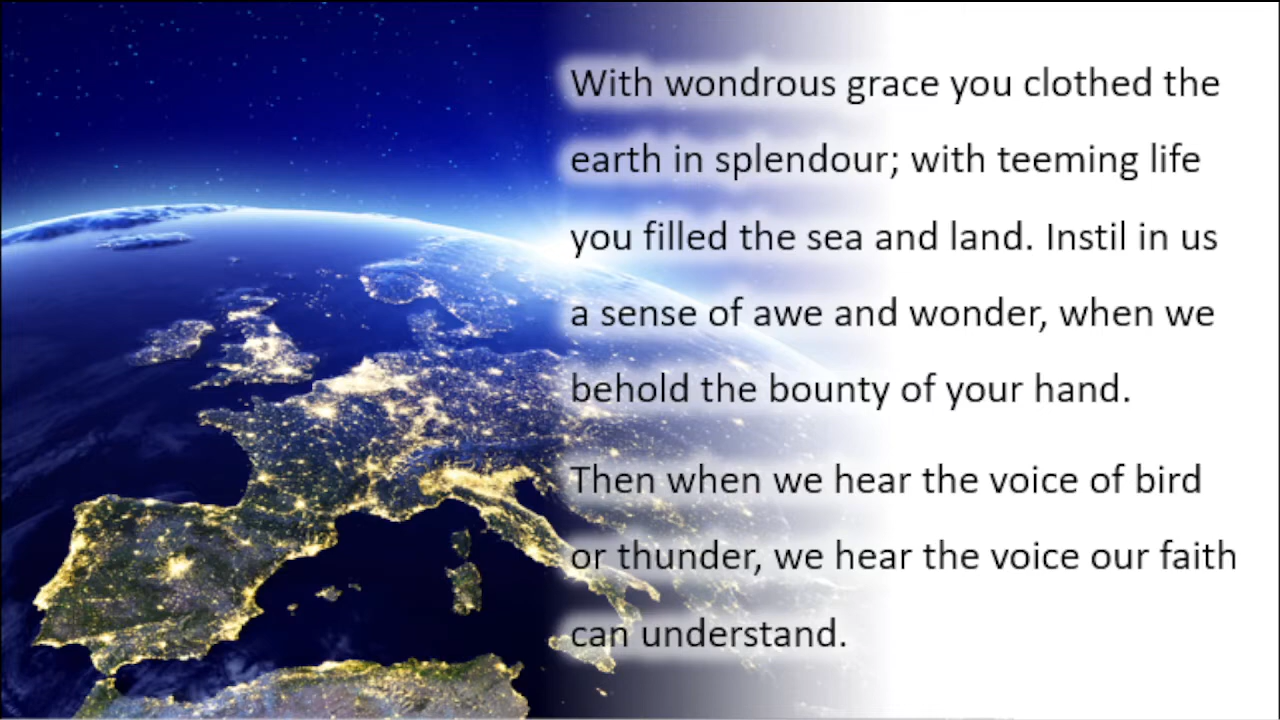 With wondrous grace you clothed the
earth in splendour; with teeming life
you filled the sea and land. Instil in us
a sense of awe and wonder, when we
behold the bounty of your hand.
Then when we hear the voice of bird
or thunder, we hear the voice our faith
can understand.